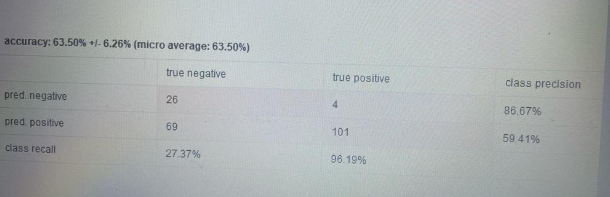 accuracy: 63.50% +/- 6.26% (micro average: 63.50%)
true negative true positive class precision
pred. negative 26 4 86.67%
pred. positive 69 101 59.41%
class recall 27.37% 96.19%